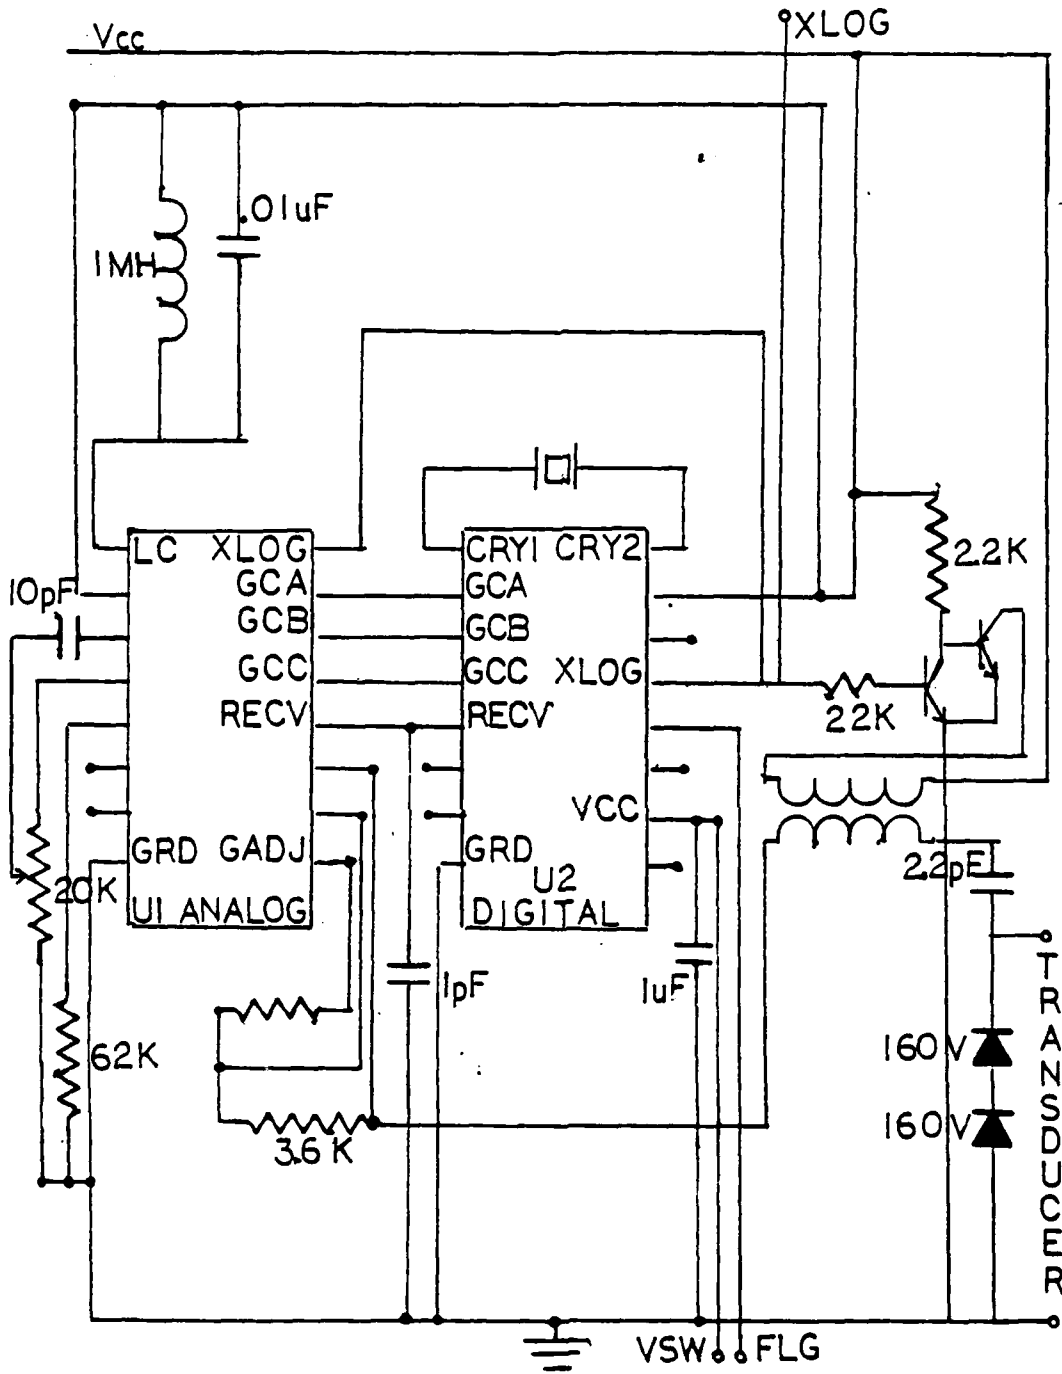 XLOG
Vcc
.01uF
1MH
LC XLOG
CRY1 CRY2
2.2K
10pF
GCA
GCA
GCB
GCB
GCC
GCC XLOG
22K
RECV
RECV
VCC
GRD GADJ
GRD
2.2pF
20K
U2
U1 ANALOG
DIGITAL
1pF
1uF
62K
160V
160V
3.6K
TRANSDUCER
VSW
FLG